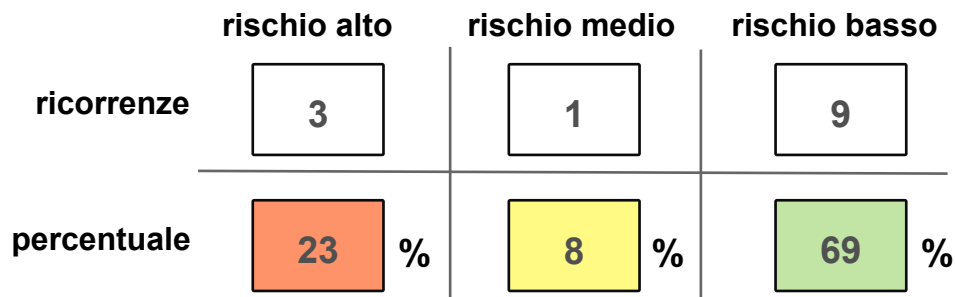 rischio alto rischio medio rischio basso
ricorrenze 3 1 9
percentuale 23 % 8 % 69 %